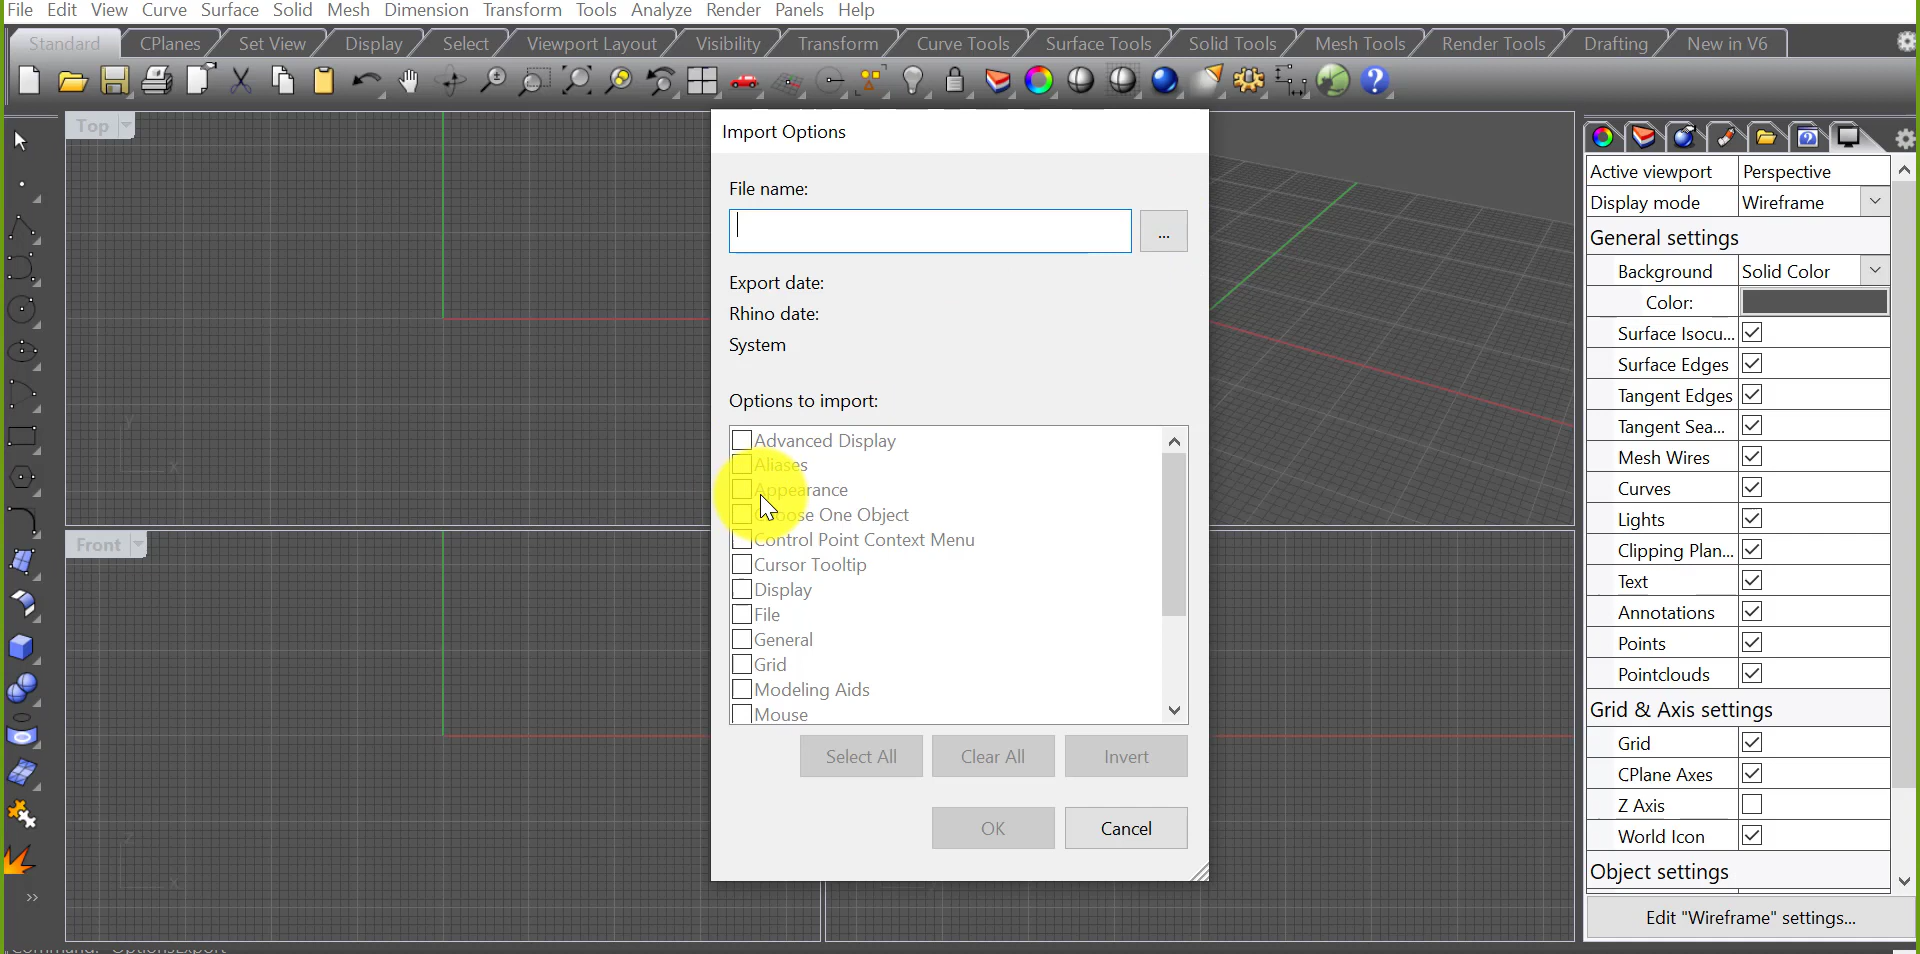 File Edit View Curve Surface Solid Mesh Dimension Transform Tools Analyze Render Panels Help
Standard CPlanes Set View Display Select Viewport Layout Visibility Transform Curve Tools Surface Tools Solid Tools Mesh Tools Render Tools Drafting New in V6
Top
Import Options
File name:
...
Export date:
Rhino date:
System
Options to import:
Advanced Display
Aliases
Appearance
Choose One Object
Control Point Context Menu
Cursor Tooltip
Display
File
General
Grid
Modeling Aids
Mouse
Select All Clear All Invert
OK Cancel
Front
Active viewport Perspective
Display mode Wireframe
General settings
Background Solid Color
Color:
Surface Isocu...
Surface Edges
Tangent Edges
Tangent Sea...
Mesh Wires
Curves
Lights
Clipping Plan...
Text
Annotations
Points
Pointclouds
Grid & Axis settings
Grid
CPlane Axes
Z Axis
World Icon
Object settings
Edit "Wireframe" settings...